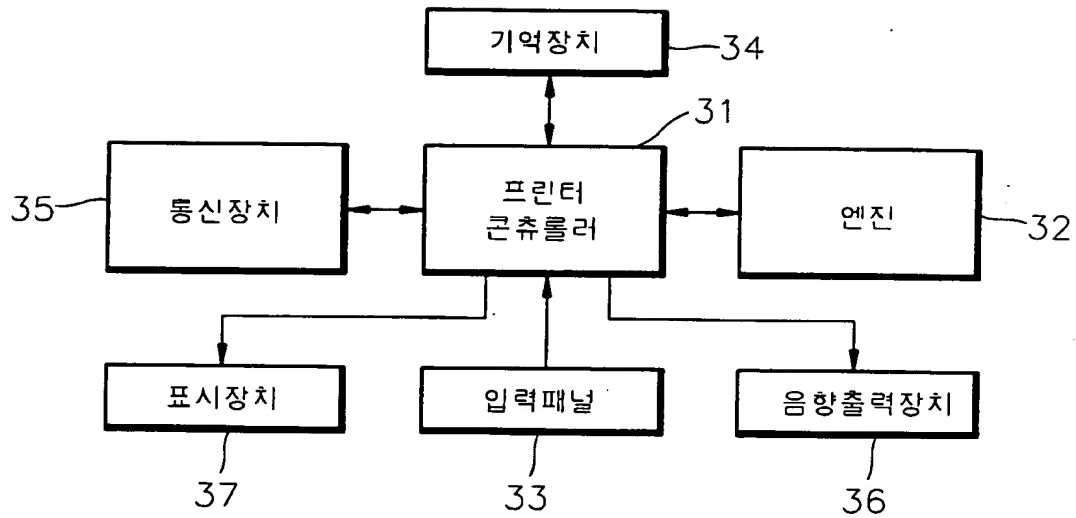 기억장치
34
31
통신장치
35
프린터
콘츄롤러
엔진
32
표시장치
37
입력패널
33
음향출력장치
36